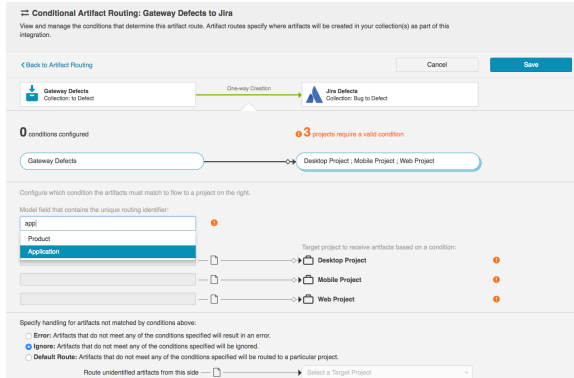 Conditional Artifact Routing: Gateway Defects to Jira
View and manage the conditions that determine this artifact route. Artifact routes specify where artifacts will be created in your collection(s) as part of this
integration.
Back to Artifact Routing
Cancel
Save
Gateway Defects
Collection: to Defect
One-way Creation
Jira Defects
Collection: Bug to Defect
0 conditions configured
3 projects require a valid condition
Gateway Defects
Desktop Project ; Mobile Project ; Web Project
Configure which condition the artifacts must match to flow to a project on the right.
Model field that contains the unique routing identifier:
app
Product
Application
Target project to receive artifacts based on a condition:
Desktop Project
Mobile Project
Web Project
Specify handling for artifacts not matched by conditions above:
Error: Artifacts that do not meet any of the conditions specified will result in an error.
Ignore: Artifacts that do not meet any of the conditions specified will be ignored.
Default Route: Artifacts that do not meet any of the conditions specified will be routed to a particular project.
Route unidentified artifacts from this side
Select a Target Project